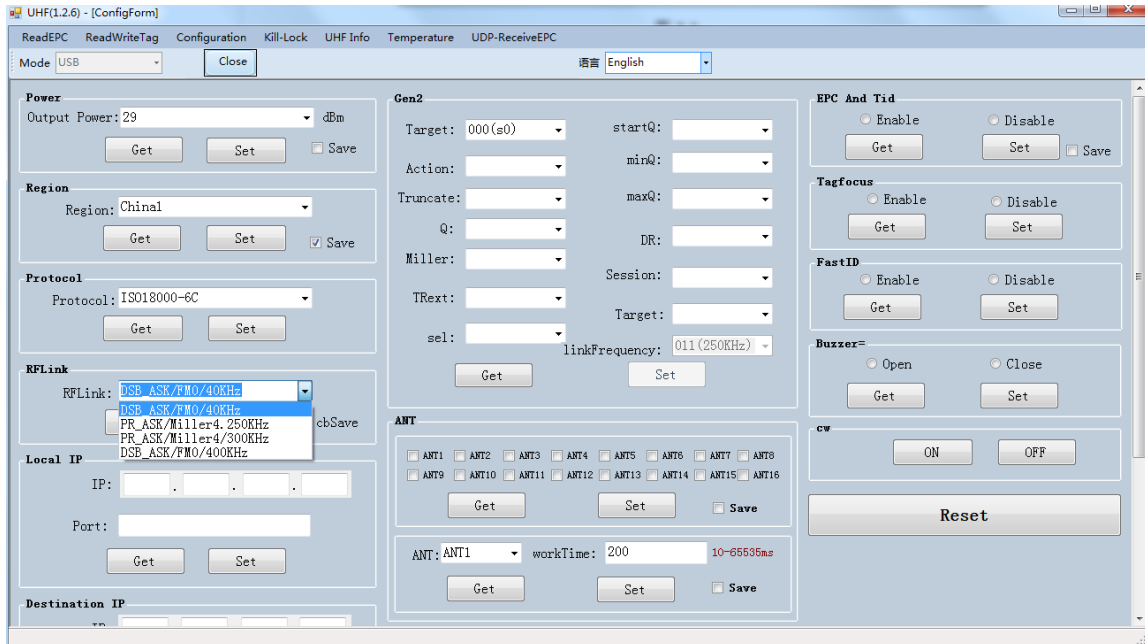 UHF(1.2.6) - [ConfigForm]
ReadEPC ReadWriteTag Configuration Kill-Lock UHF Info Temperature UDP-ReceiveEPC
Mode USB Close 语言 English
Power
Output Power: 29 dBm
Get Set Save
Region
Region: China1
Get Set Save
Protocol
Protocol: ISO18000-6C
Get Set
RFLink
RFLink: DSB_ASK/FM0/40KHz
DSB_ASK/FM0/40KHz
PR_ASK/Miller4.250KHz
cbSave
PR_ASK/Miller4/300KHz
DSB_ASK/FM0/400KHz
Local IP
IP: . . .
Port:
Get Set
Destination IP
Gen2
Target: 000(s0) startQ:
Action: minQ:
Truncate: maxQ:
Q: DR:
Miller: Session:
TRext: Target:
sel: linkFrequency: 011(250KHz)
Get Set
ANT
ANT1 ANT2 ANT3 ANT4 ANT5 ANT6 ANT7 ANT8
ANT9 ANT10 ANT11 ANT12 ANT13 ANT14 ANT15 ANT16
Get Set Save
ANT: ANT1 workTime: 200 10-65535ms
Get Set Save
EPC And Tid
Enable Disable
Get Set Save
Tagfocus
Enable Disable
Get Set
FastID
Enable Disable
Get Set
Buzzer=
Open Close
Get Set
cw
ON OFF
Reset